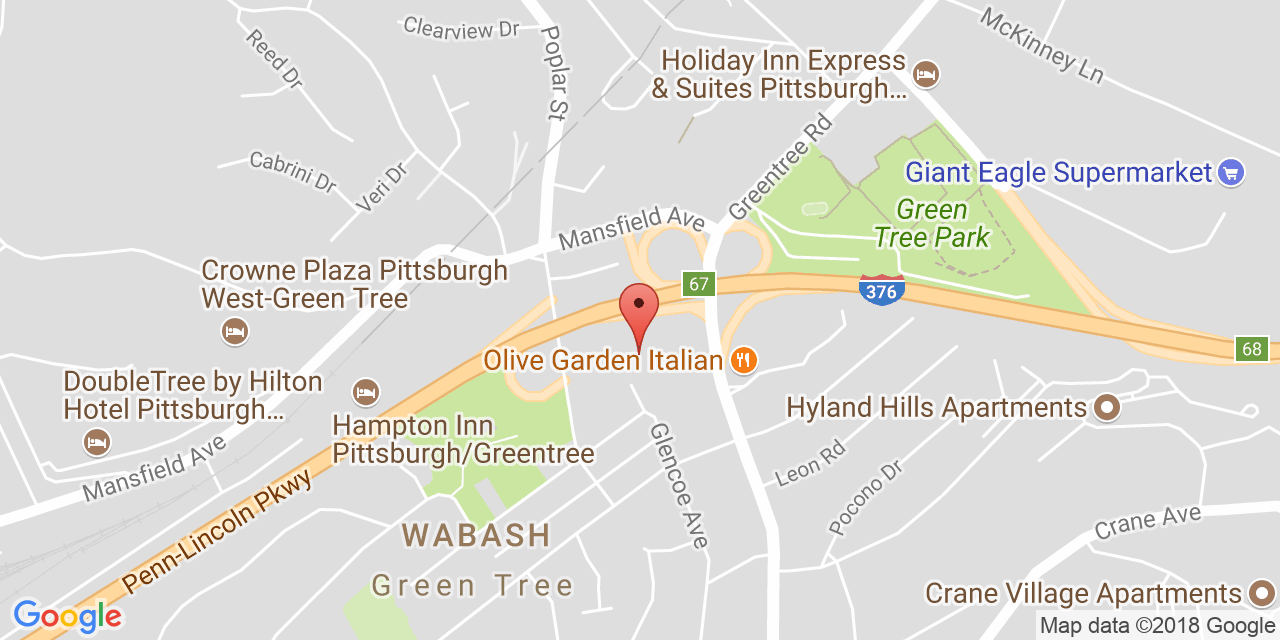 Clearview Dr
Reed Dr
Poplar St
McKinney Ln
Holiday Inn Express
& Suites Pittsburgh...
Cabrini Dr
Veri Dr
Greentree Rd
Giant Eagle Supermarket
Mansfield Ave
Green
Tree Park
Crowne Plaza Pittsburgh
West-Green Tree
67
376
68
Olive Garden Italian
DoubleTree by Hilton
Hotel Pittsburgh...
Hampton Inn
Pittsburgh/Greentree
Hyland Hills Apartments
Mansfield Ave
Glencoe Ave
Leon Rd
Pocono Dr
Penn-Lincoln Pkwy
WABASH
Green Tree
Crane Ave
Crane Village Apartments
Google
Map data ©2018 Google